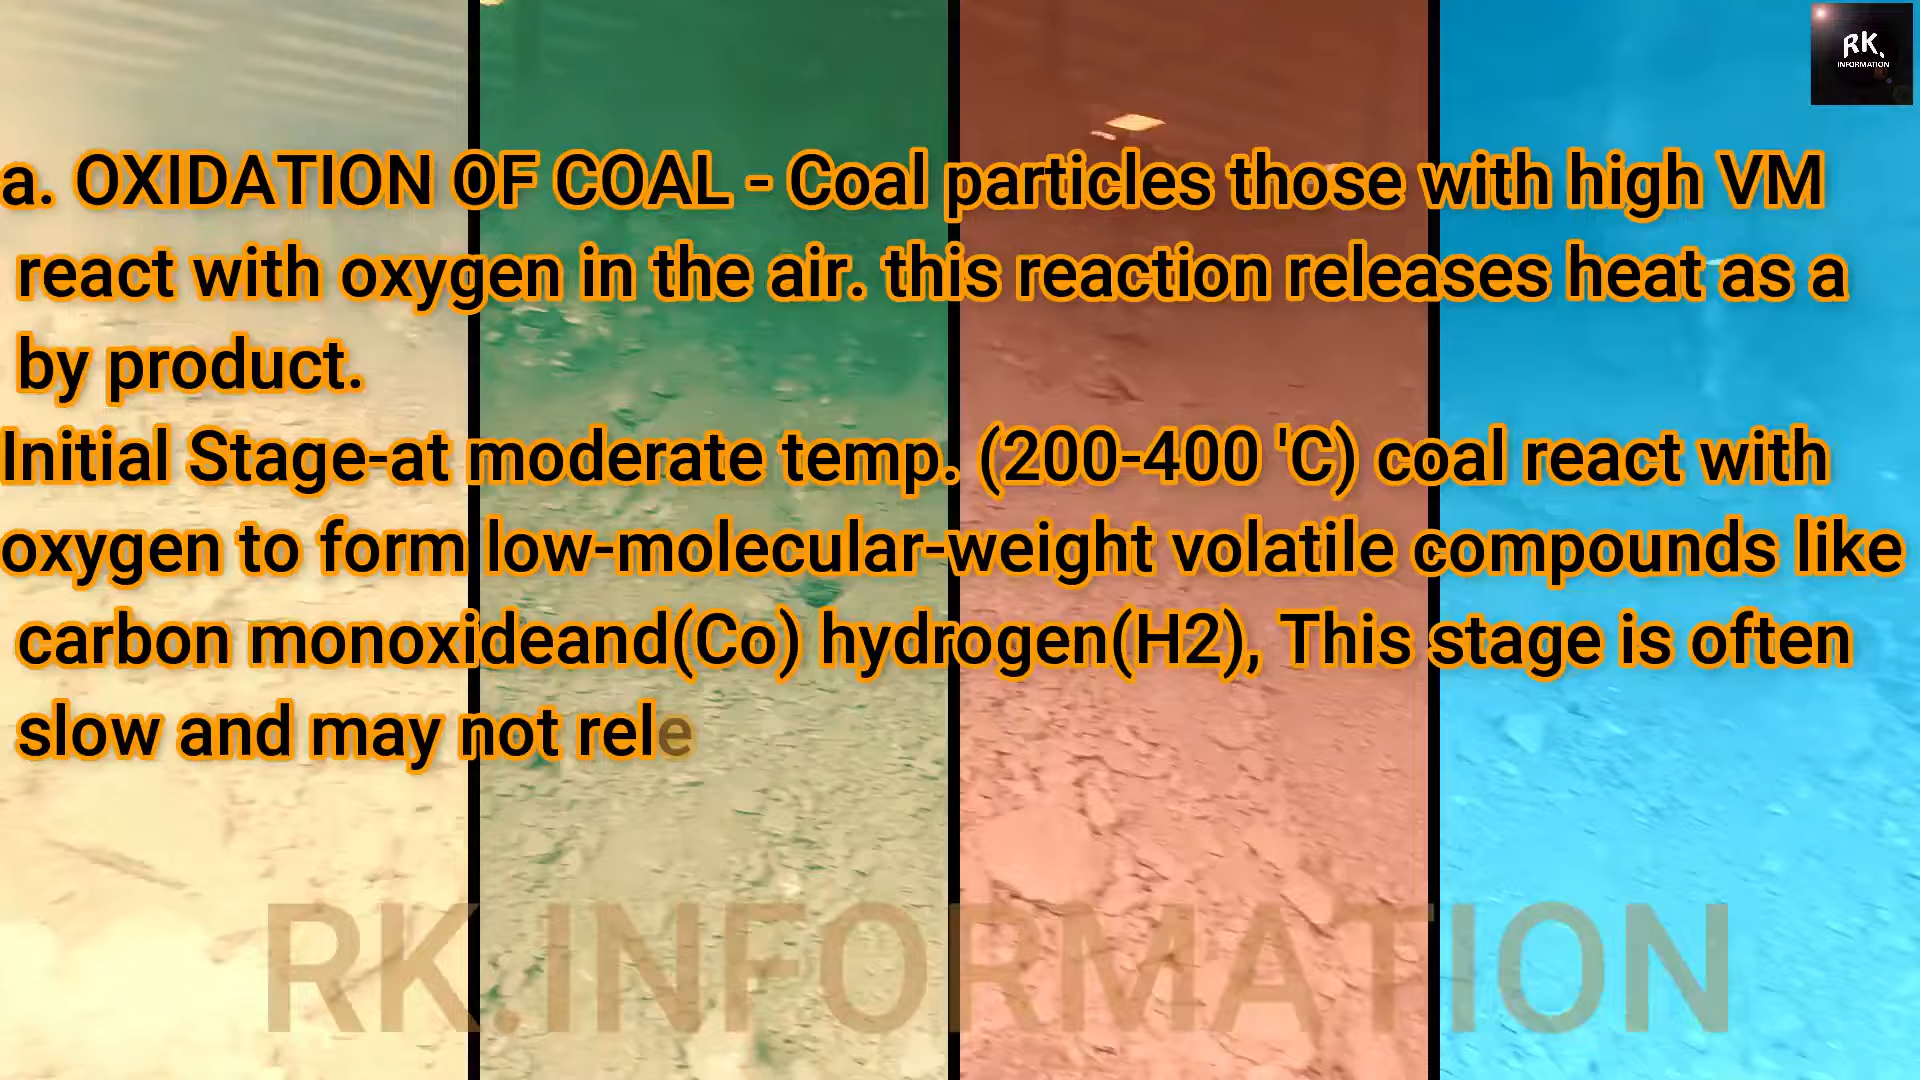 RK.
INFORMATION
a. OXIDATION OF COAL - Coal particles those with high VM
react with oxygen in the air. this reaction releases heat as a
by product.
Initial Stage-at moderate temp. (200-400 'C) coal react with
oxygen to form low-molecular-weight volatile compounds like
carbon monoxideand(Co) hydrogen(H2), This stage is often
slow and may not rele
RK.INFORMATION